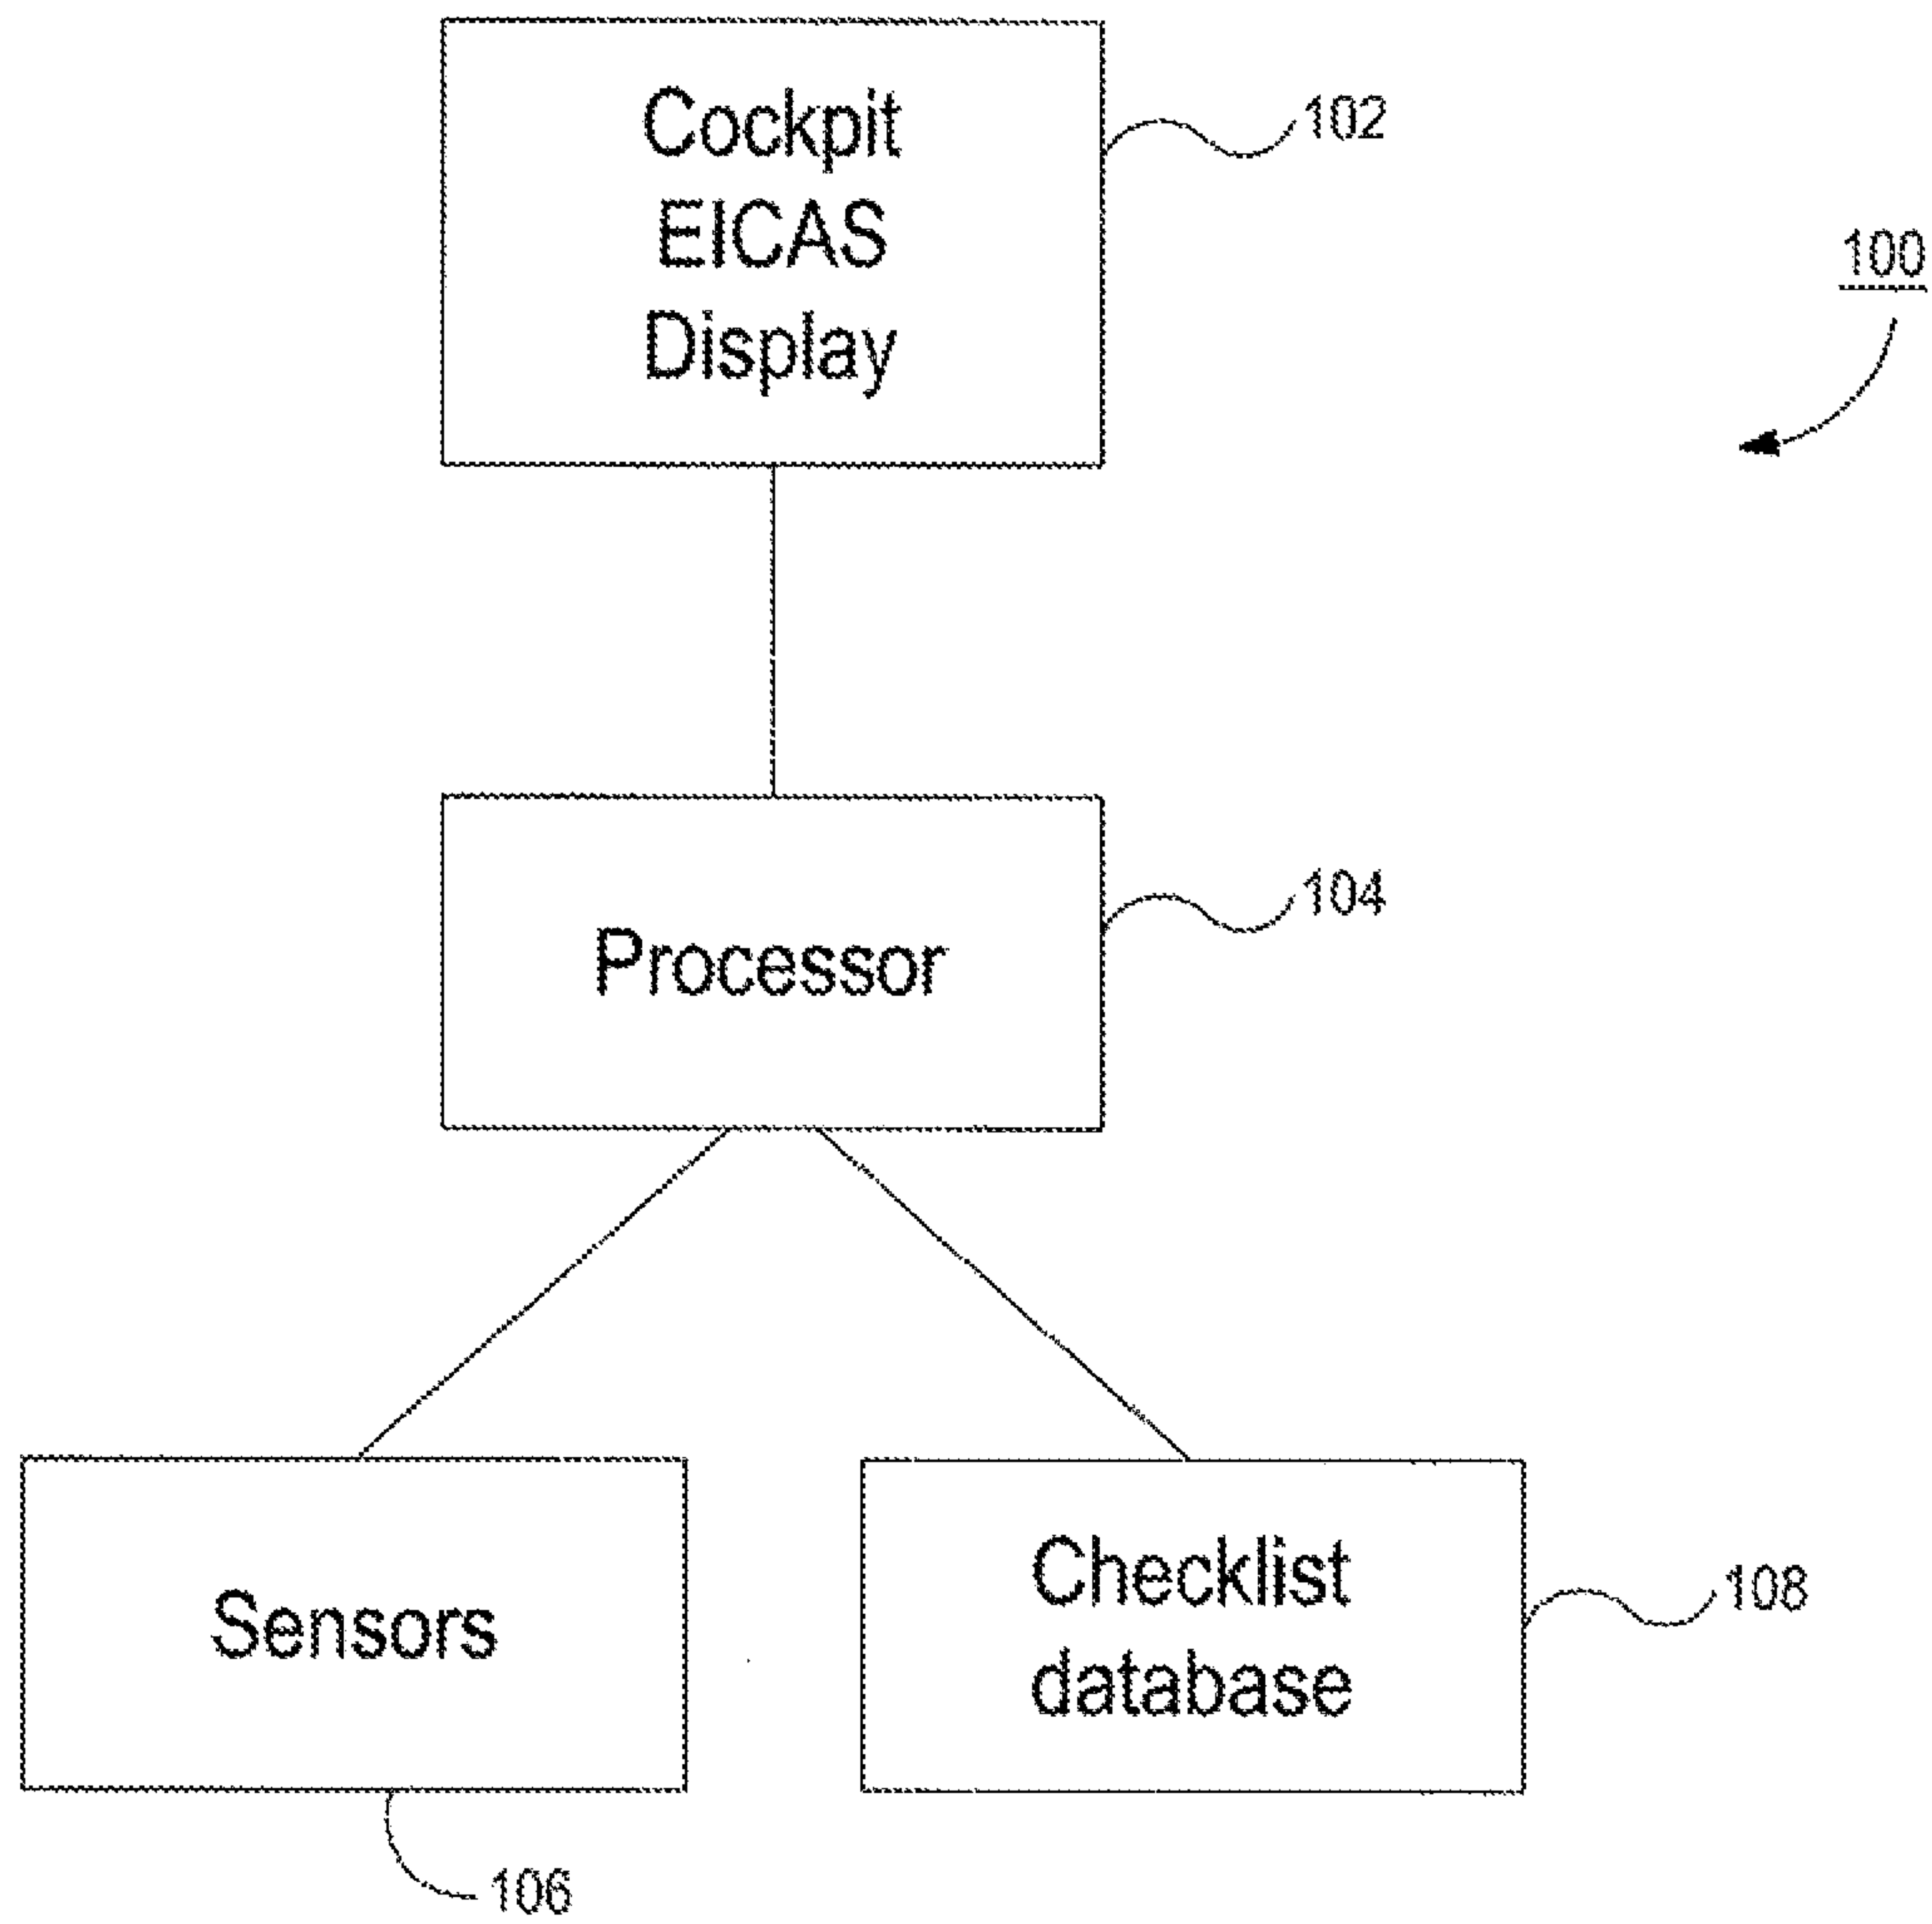 Cockpit
EICAS
Display
102
100
Processor
104
Sensors
Checklist
database
108
106